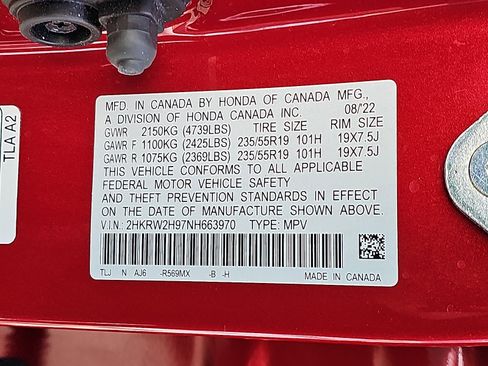 TLA A2
MFD. IN CANADA BY HONDA OF CANADA MFG.,
A DIVISION OF HONDA CANADA INC. 08/'22
GVWR 2150KG (4739LBS) TIRE SIZE RIM SIZE
GAWR F 1100KG (2425LBS) 235/55R19 101H 19X7.5J
GAWR R 1075KG (2369LBS) 235/55R19 101H 19X7.5J
THIS VEHICLE CONFORMS TO ALL APPLICABLE
FEDERAL MOTOR VEHICLE SAFETY
AND THEFT PREVENTION STANDARDS IN EFFECT
ON THE DATE OF MANUFACTURE SHOWN ABOVE.
V.I.N.: 2HKRW2H97NH663970 TYPE: MPV
TLJ N AJ6 -R569MX -B -H MADE IN CANADA